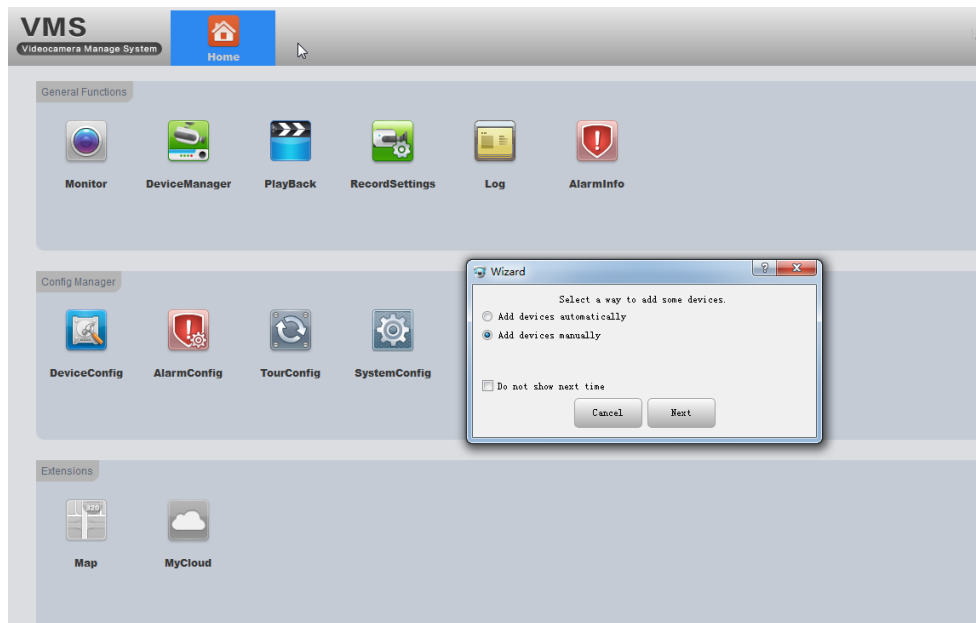 VMS
Videocamera Manage System
Home
General Functions
Monitor
DeviceManager
PlayBack
RecordSettings
Log
AlarmInfo
Config Manager
Wizard
?
X
Select a way to add some devices.
Add devices automatically
Add devices manually
Do not show next time
Cancel
Next
DeviceConfig
AlarmConfig
TourConfig
SystemConfig
Extensions
320
Map
MyCloud